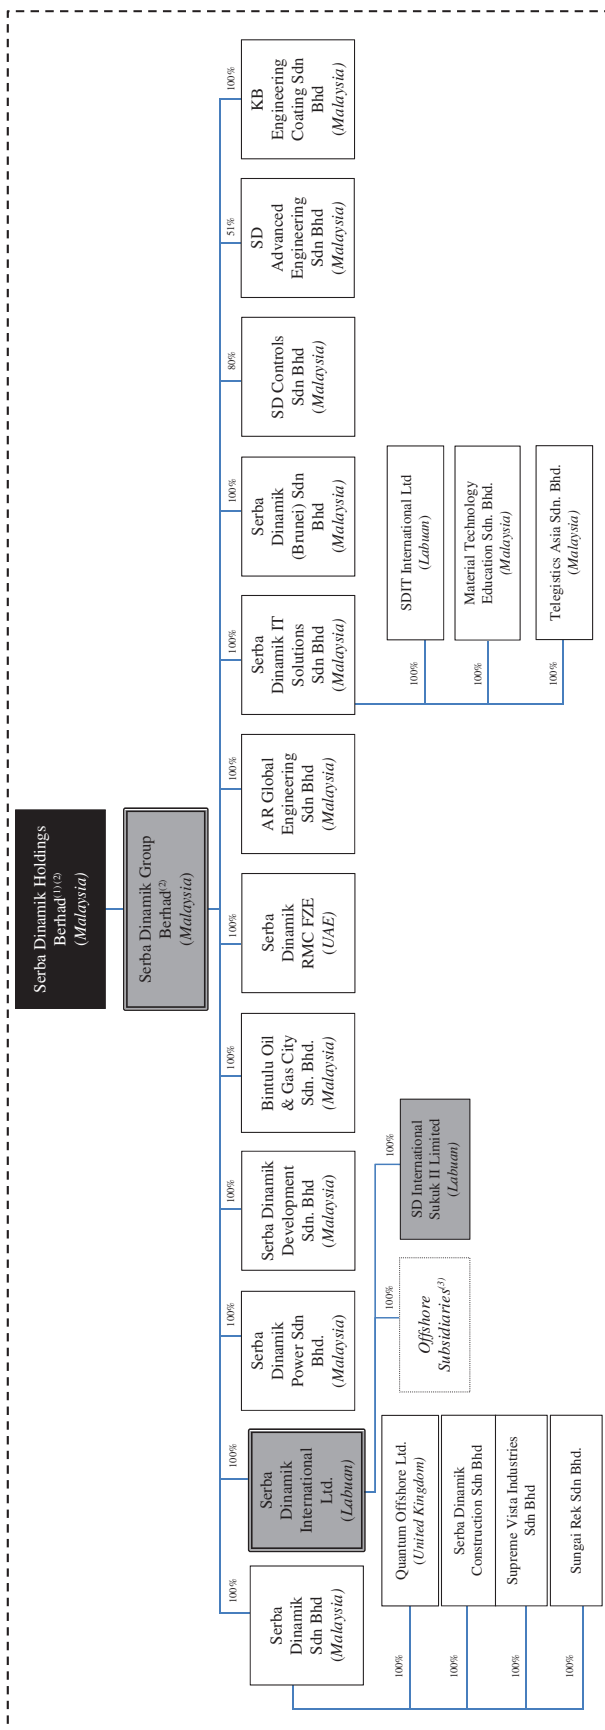 Serba Dinamik Holdings
Berhad(1)(2)
(Malaysia)
Serba Dinamik Group
Berhad(2)
(Malaysia)
100%
Serba
Dinamik
Sdn Bhd
(Malaysia)
100%
Serba
Dinamik
International
Ltd.
(Labuan)
100%
Serba
Dinamik
Power Sdn
Bhd.
(Malaysia)
100%
Serba Dinamik
Development
Sdn. Bhd
(Malaysia)
100%
Bintulu Oil
& Gas City
Sdn. Bhd.
(Malaysia)
100%
Serba
Dinamik
RMC FZE
(UAE)
100%
AR Global
Engineering
Sdn Bhd
(Malaysia)
100%
Serba
Dinamik IT
Solutions
Sdn Bhd
(Malaysia)
100%
Serba
Dinamik
(Brunei) Sdn
Bhd
(Malaysia)
80%
SD Controls
Sdn Bhd
(Malaysia)
51%
SD
Advanced
Engineering
Sdn Bhd
(Malaysia)
100%
KB
Engineering
Coating Sdn
Bhd
(Malaysia)
100%
Quantum Offshore Ltd.
(United Kingdom)
100%
Serba Dinamik
Construction Sdn Bhd
100%
Supreme Vista Industries
Sdn Bhd
100%
Sungai Rek Sdn Bhd.
100%
Offshore
Subsidiaries(3)
100%
SD International
Sukuk II Limited
(Labuan)
100%
SDIT International Ltd
(Labuan)
100%
Material Technology
Education Sdn. Bhd.
(Malaysia)
100%
Telegistics Asia Sdn. Bhd.
(Malaysia)